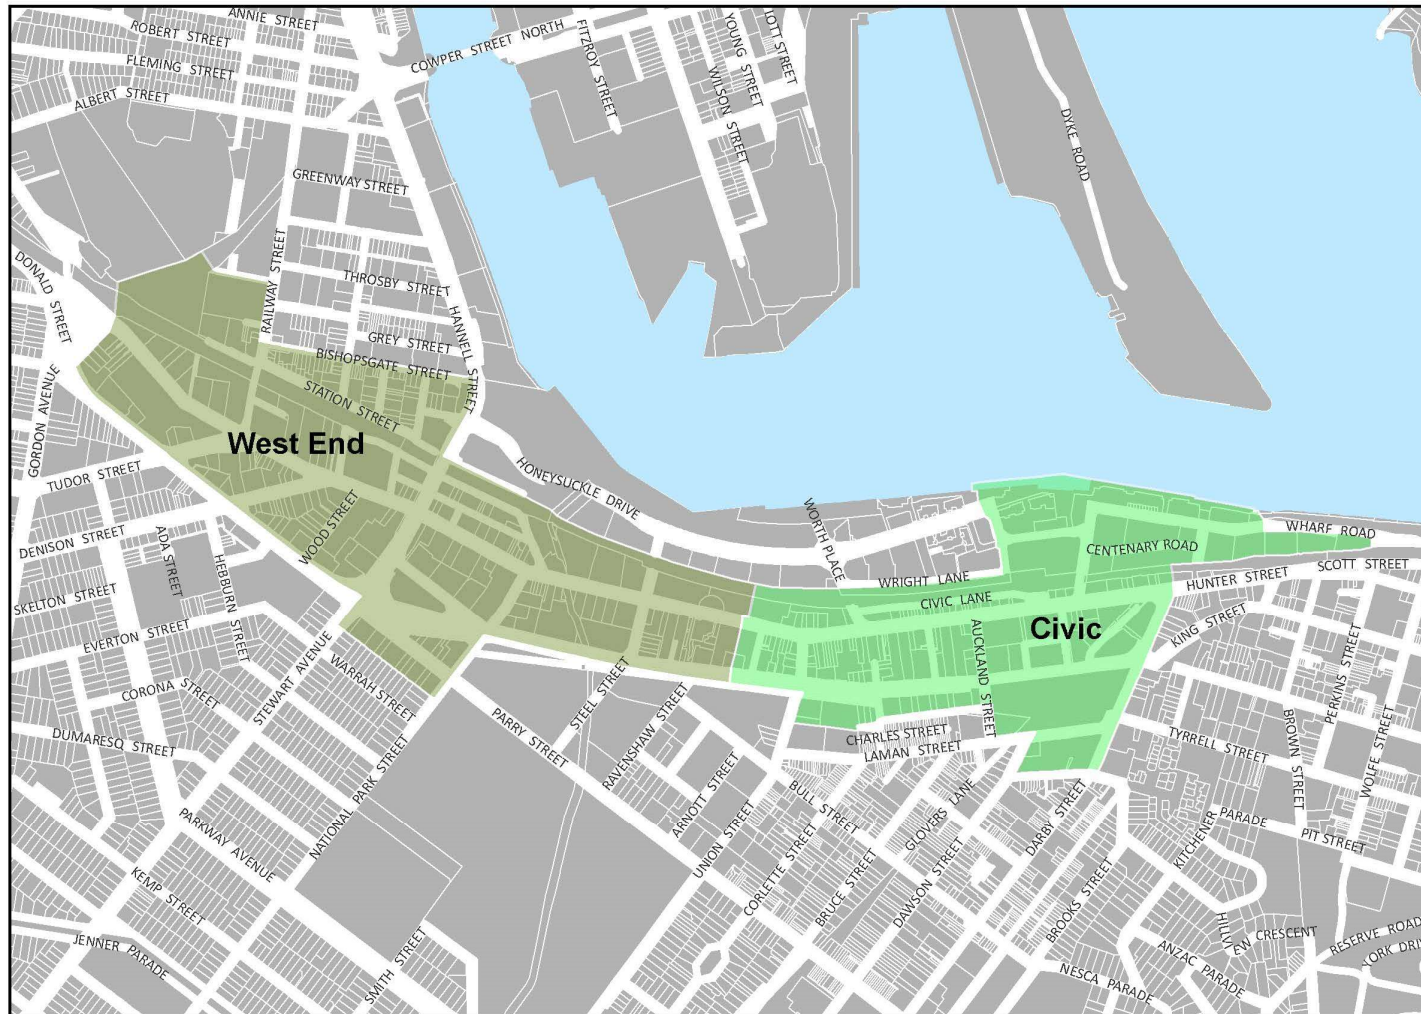 ANNIE STREET
ROBERT STREET
FLEMING STREET
ALBERT STREET
COWPER STREET NORTH
FITZROY STREET
YOUNG STREET
LOTT STREET
WILSON STREET
DYKE ROAD
GREENWAY STREET
RAILWAY STREET
THROSBY STREET
HANNELL STREET
GREY STREET
BISHOPSGATE STREET
STATION STREET
DONALD STREET
GORDON AVENUE
West End
TUDOR STREET
DENISON STREET
ADA STREET
HEBBURN STREET
WOOD STREET
SKELTON STREET
EVERTON STREET
CORONA STREET
DUMARESQ STREET
STEWART AVENUE
WARRAH STREET
NATIONAL PARK STREET
PARKWAY AVENUE
KEMP STREET
JENNER PARADE
SMITH STREET
HONEYSUCKLE DRIVE
WORTH PLACE
WRIGHT LANE
CIVIC LANE
CENTENARY ROAD
WHARF ROAD
SCOTT STREET
HUNTER STREET
KING STREET
Civic
AUCKLAND STREET
PERKINS STREET
BROWN STREET
WOLFE STREET
TYRRELL STREET
CHARLES STREET
LAMAN STREET
STEEL STREET
RAVENSHAW STREET
PARRY STREET
ARNOTT STREET
UNION STREET
BULL STREET
CORLETTE STREET
BRUCE STREET
GLOVERS LANE
DAWSON STREET
DARBY STREET
BROOKS STREET
KITCHENER
PARADE
PIT STREET
HILLVI
EW CRESCENT
RESERVE ROAD
YORK DRI
ANZAC PARADE
NESCA PARADE